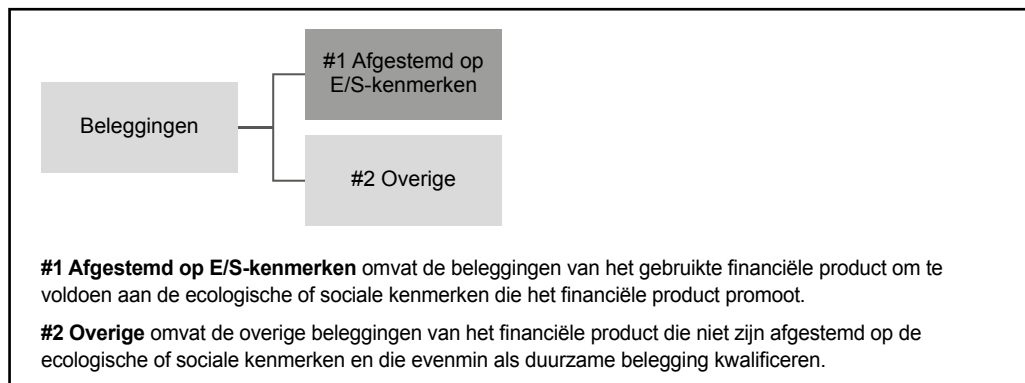 #1 Afgestemd op
E/S-kenmerken
Beleggingen
#2 Overige
#1 Afgestemd op E/S-kenmerken omvat de beleggingen van het gebruikte financiële product om te
voldoen aan de ecologische of sociale kenmerken die het financiële product promoot.
#2 Overige omvat de overige beleggingen van het financiële product die niet zijn afgestemd op de
ecologische of sociale kenmerken en die evenmin als duurzame belegging kwalificeren.